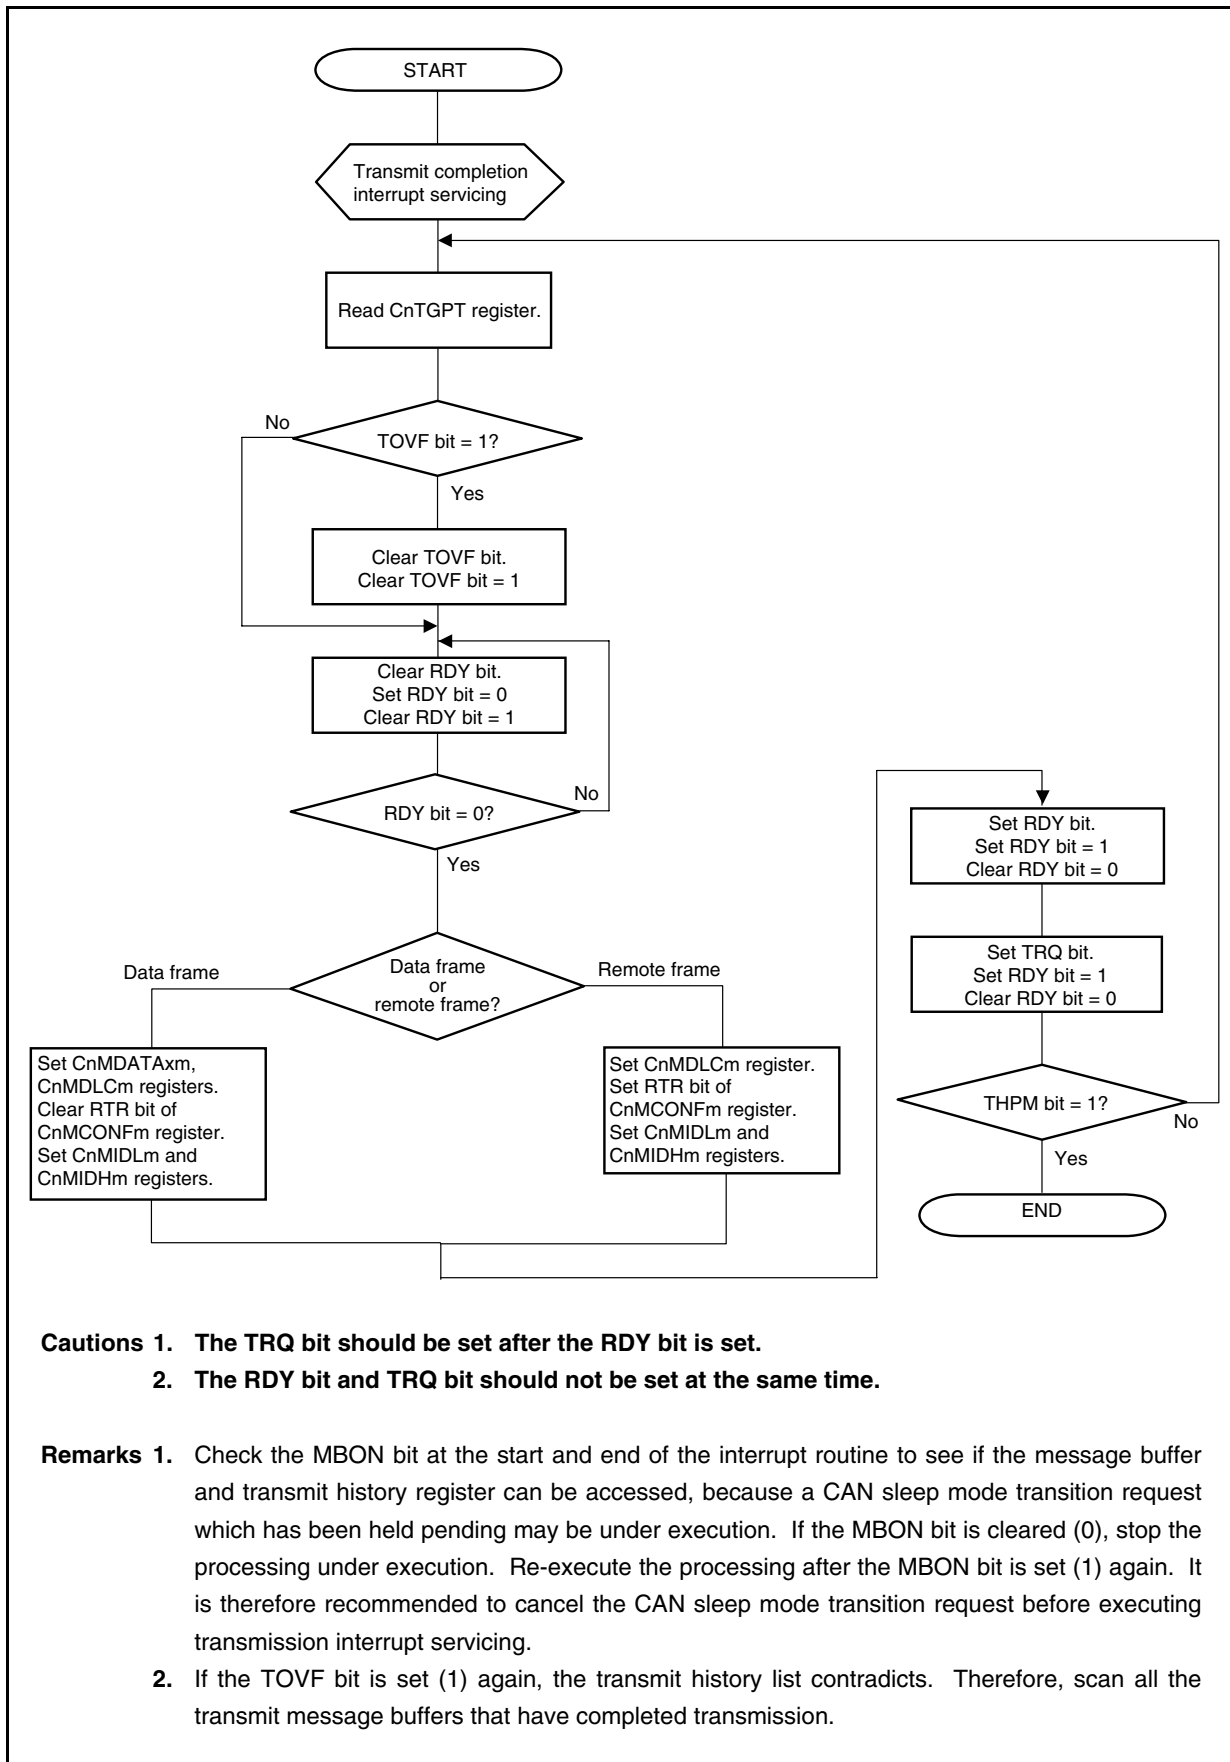 START
Transmit completion
interrupt servicing
Read CnTGPT register.
No
TOVF bit = 1?
Yes
Clear TOVF bit.
Clear TOVF bit = 1
Clear RDY bit.
Set RDY bit = 0
Clear RDY bit = 1
RDY bit = 0?
No
Yes
Data frame
Data frame
or
remote frame?
Remote frame
Set CnMDATAxm,
CnMDLCm registers.
Clear RTR bit of
CnMCONFm register.
Set CnMIDLm and
CnMIDHm registers.
Set CnMDLCm register.
Set RTR bit of
CnMCONFm register.
Set CnMIDLm and
CnMIDHm registers.
Set RDY bit.
Set RDY bit = 1
Clear RDY bit = 0
Set TRQ bit.
Set RDY bit = 1
Clear RDY bit = 0
THPM bit = 1?
No
Yes
END
Cautions 1. The TRQ bit should be set after the RDY bit is set.
2. The RDY bit and TRQ bit should not be set at the same time.
Remarks 1. Check the MBON bit at the start and end of the interrupt routine to see if the message buffer
and transmit history register can be accessed, because a CAN sleep mode transition request
which has been held pending may be under execution. If the MBON bit is cleared (0), stop the
processing under execution. Re-execute the processing after the MBON bit is set (1) again. It
is therefore recommended to cancel the CAN sleep mode transition request before executing
transmission interrupt servicing.
2. If the TOVF bit is set (1) again, the transmit history list contradicts. Therefore, scan all the
transmit message buffers that have completed transmission.